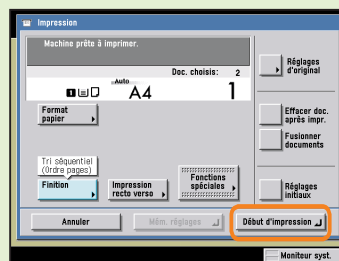 Impression
Machine prête à imprimer.
Doc. choisis: 2
Auto
A4
1
Réglages
d'original
Format
papier
Effacer doc.
après impr.
Fusionner
documents
Tri séquentiel
(Ordre pages)
Finition
Impression
recto verso
Fonctions
spéciales
Réglages
initiaux
Annuler
Mém. réglages
Début d'impression
Moniteur syst.